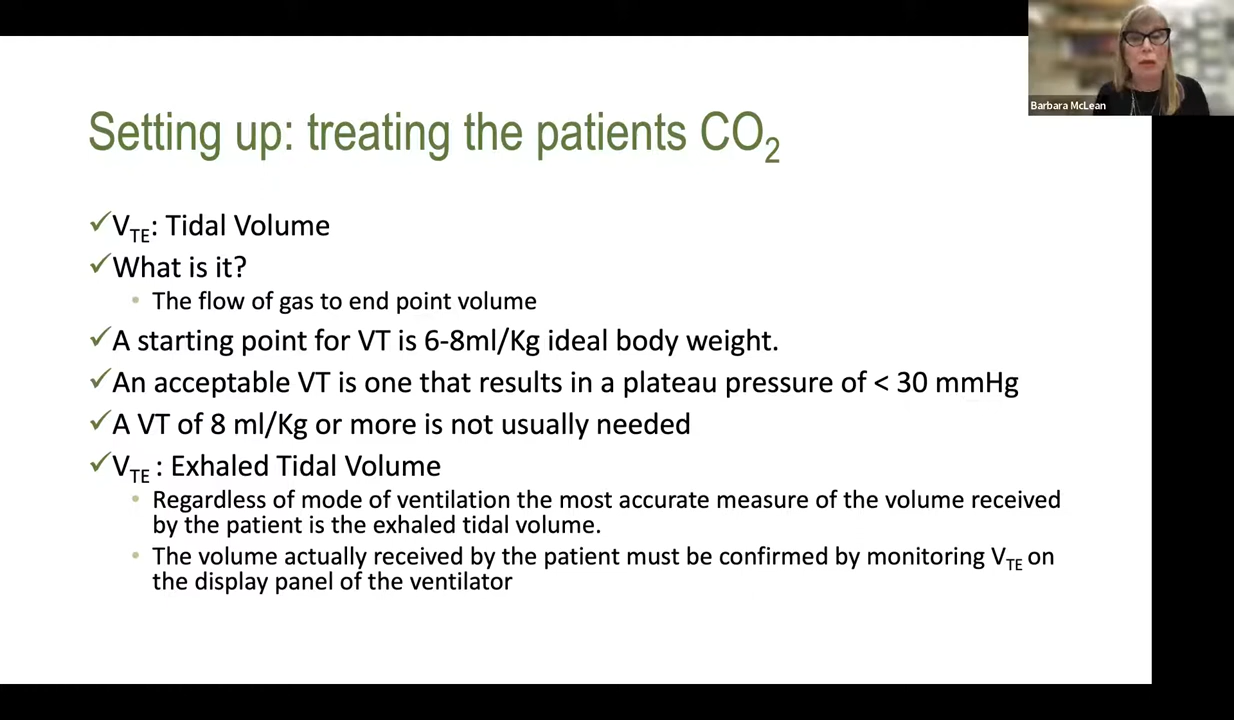 Barbara McLean
Setting up: treating the patients CO₂
✓V_TE: Tidal Volume
✓What is it?
• The flow of gas to end point volume
✓A starting point for VT is 6-8ml/Kg ideal body weight.
✓An acceptable VT is one that results in a plateau pressure of < 30 mmHg
✓A VT of 8 ml/Kg or more is not usually needed
✓V_TE : Exhaled Tidal Volume
• Regardless of mode of ventilation the most accurate measure of the volume received
by the patient is the exhaled tidal volume.
• The volume actually received by the patient must be confirmed by monitoring V_TE on
the display panel of the ventilator